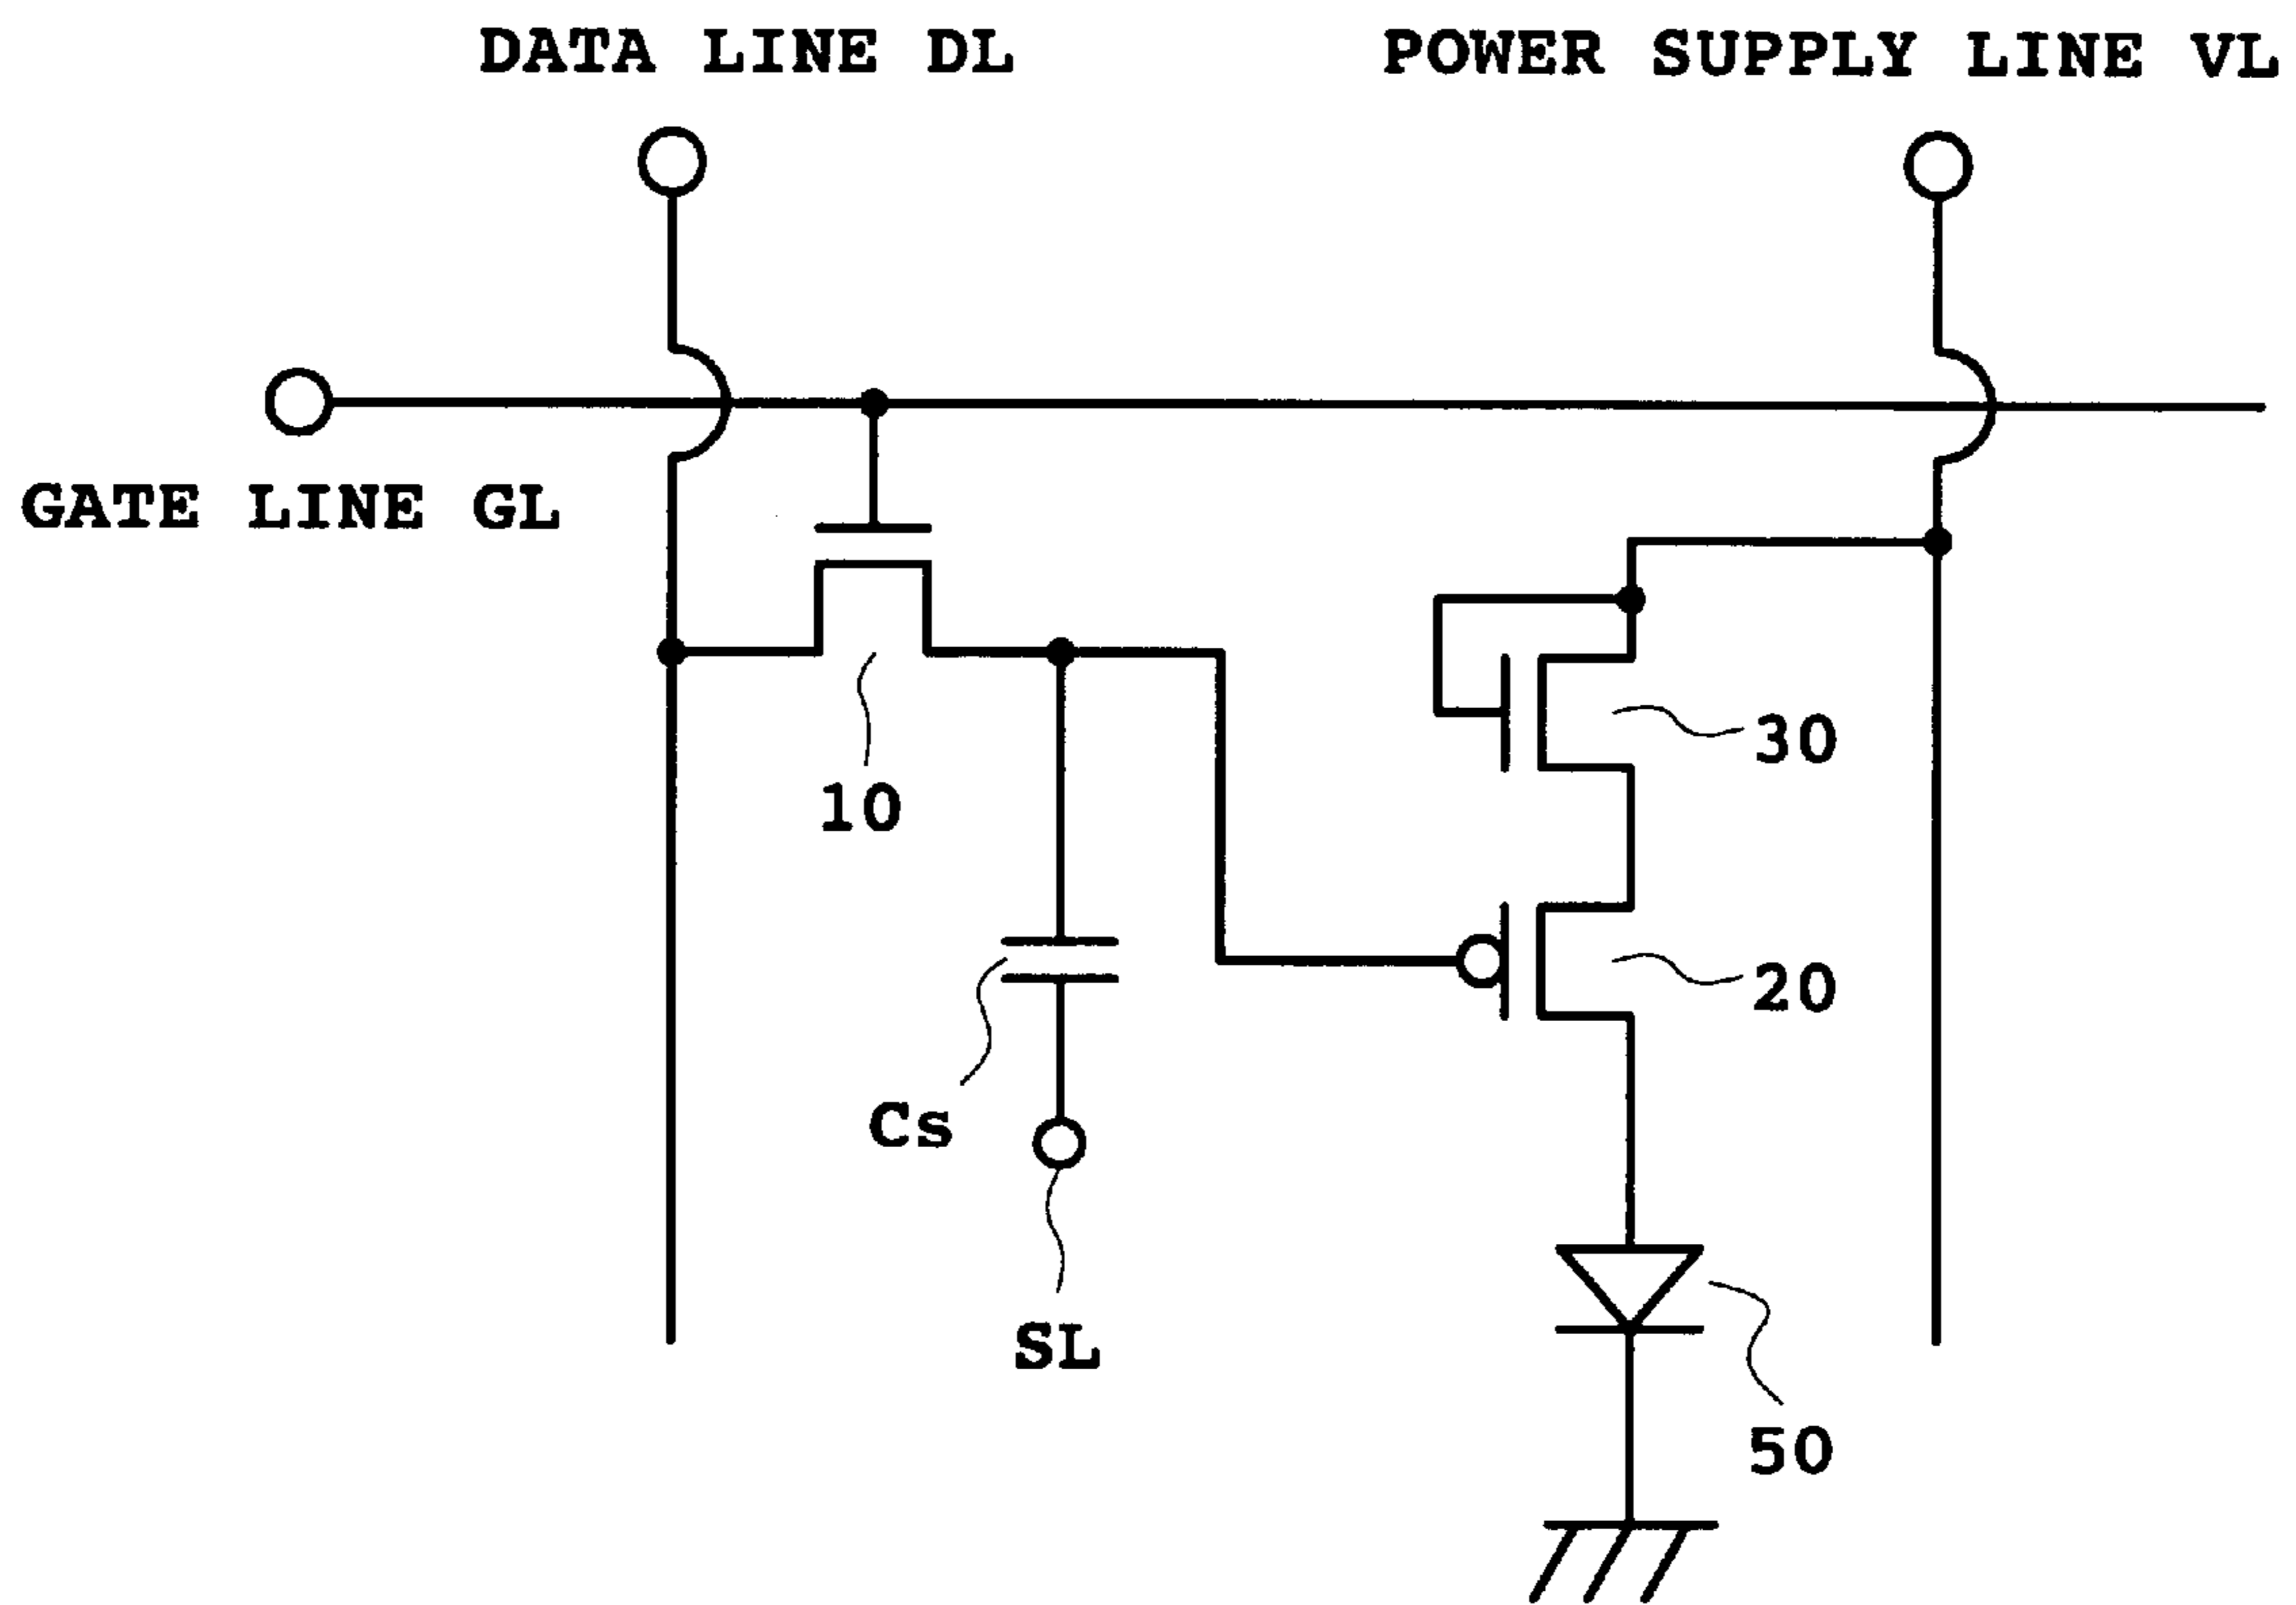 DATA LINE DL
POWER SUPPLY LINE VL
GATE LINE GL
30
10
20
Cs
SL
50